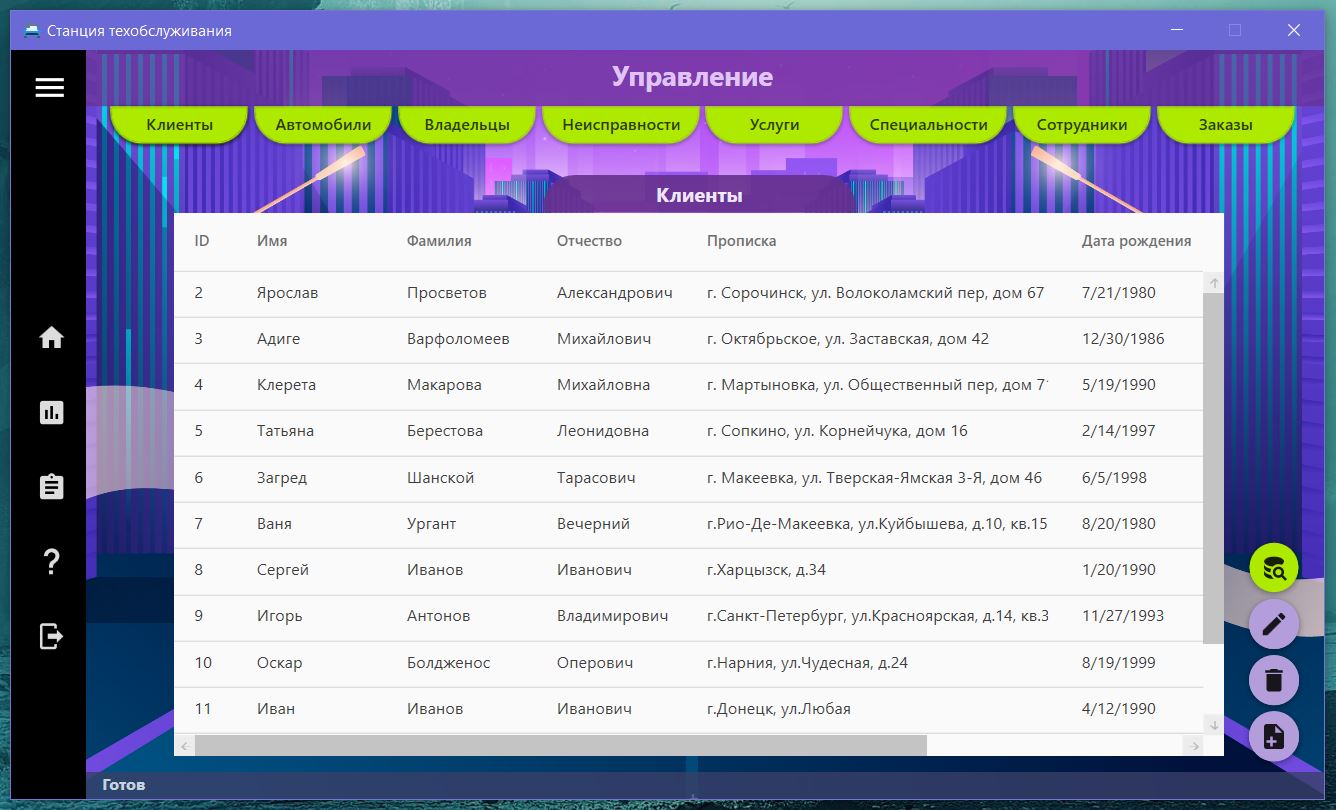 Станция техобслуживания
Управление
Клиенты Автомобили Владельцы Неисправности Услуги Специальности Сотрудники Заказы
Клиенты
ID Имя Фамилия Отчество Прописка Дата рождения
2 Ярослав Просветов Александрович г. Сорочинск, ул. Волоколамский пер, дом 67 7/21/1980
3 Адиге Варфоломеев Михайлович г. Октябрьское, ул. Заставская, дом 42 12/30/1986
4 Клерета Макарова Михайловна г. Мартыновка, ул. Общественный пер, дом 7 5/19/1990
5 Татьяна Берестова Леонидовна г. Сопкино, ул. Корнейчука, дом 16 2/14/1997
6 Загред Шанской Тарасович г. Макеевка, ул. Тверская-Ямская 3-Я, дом 46 6/5/1998
7 Ваня Ургант Вечерний г.Рио-Де-Макеевка, ул.Куйбышева, д.10, кв.15 8/20/1980
8 Сергей Иванов Иванович г.Харцызск, д.34 1/20/1990
9 Игорь Антонов Владимирович г.Санкт-Петербург, ул.Красноярская, д.14, кв.3 11/27/1993
10 Оскар Болдженос Оперович г.Нарния, ул.Чудесная, д.24 8/19/1999
11 Иван Иванов Иванович г.Донецк, ул.Любая 4/12/1990
Готов